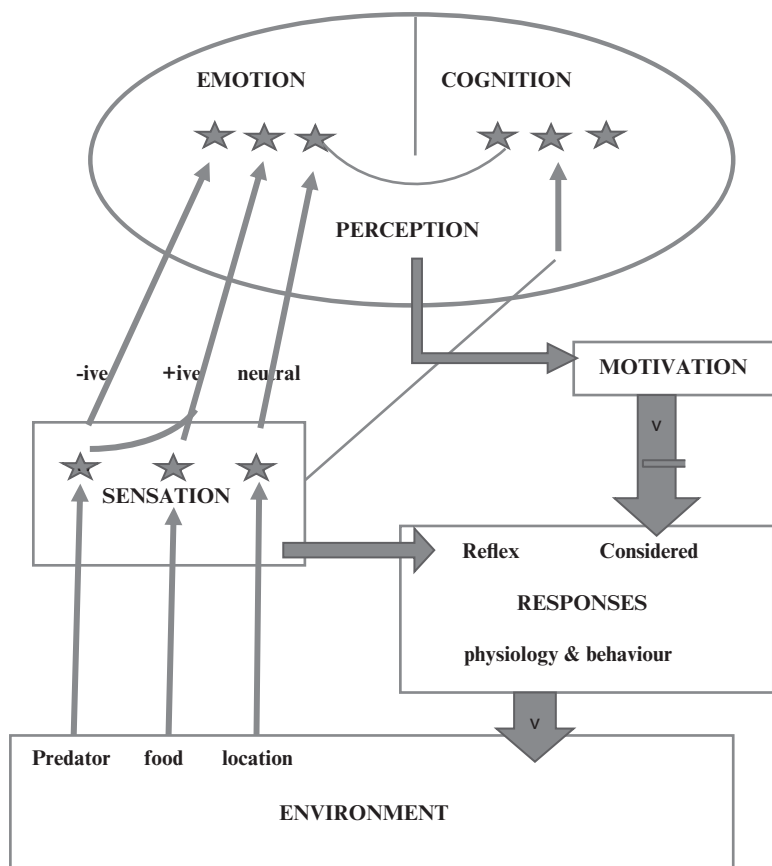 EMOTION COGNITION
PERCEPTION
-ive +ive neutral
MOTIVATION
v
SENSATION
Reflex Considered
RESPONSES
physiology & behaviour
v
Predator food location
ENVIRONMENT